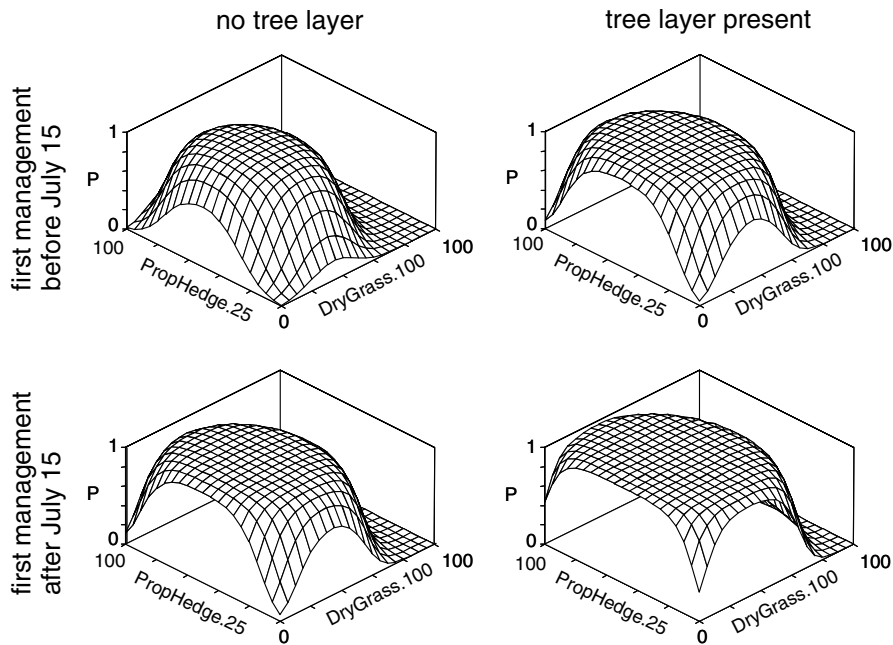 no tree layer
tree layer present
first management
before July 15
1
P
0
100
PropHedge.25
0
DryGrass.100
100
1
P
0
100
PropHedge.25
0
DryGrass.100
100
first management
after July 15
1
P
0
100
PropHedge.25
0
DryGrass.100
100
1
P
0
100
PropHedge.25
0
DryGrass.100
100